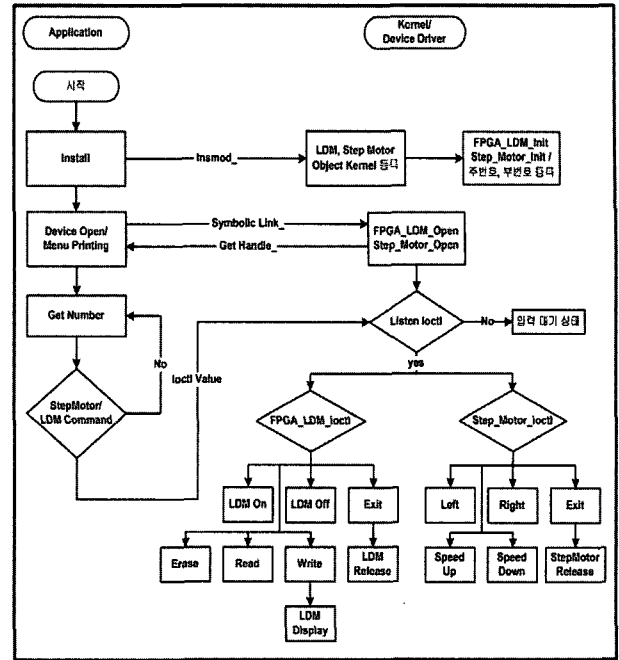 Application
Kernel/
Device Driver
시작
Install
Insmod_
LDM, Step Motor
Object Kernel 등록
FPGA_LDM_Init
Step_Motor_Init /
주번호, 부번호 등록
Device Open/
Menu Printing
Symbolic Link_
Get Handle_
FPGA_LDM_Open
Step_Motor_Open
Get Number
Listen ioctl
No
입력 대기 상태
No
Ioctl Value
yes
StepMotor/
LDM Command
FPGA_LDM_ioctl
Step_Motor_ioctl
LDM On
LDM Off
Exit
Left
Right
Exit
Erase
Read
Write
LDM
Release
Speed
Up
Speed
Down
StepMotor
Release
LDM
Display